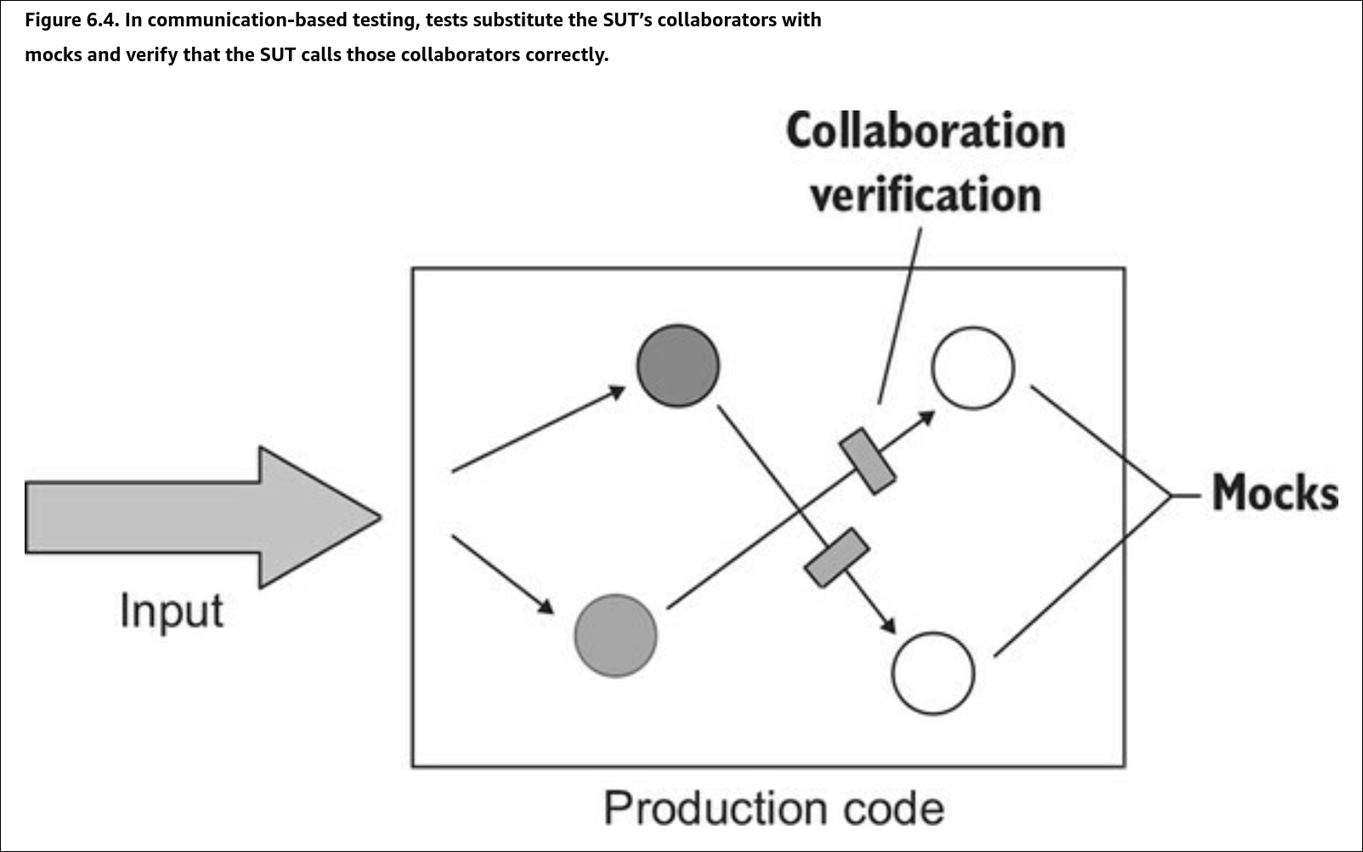 Figure 6.4. In communication-based testing, tests substitute the SUT’s collaborators with
mocks and verify that the SUT calls those collaborators correctly.
Collaboration
verification
Mocks
Input
Production code